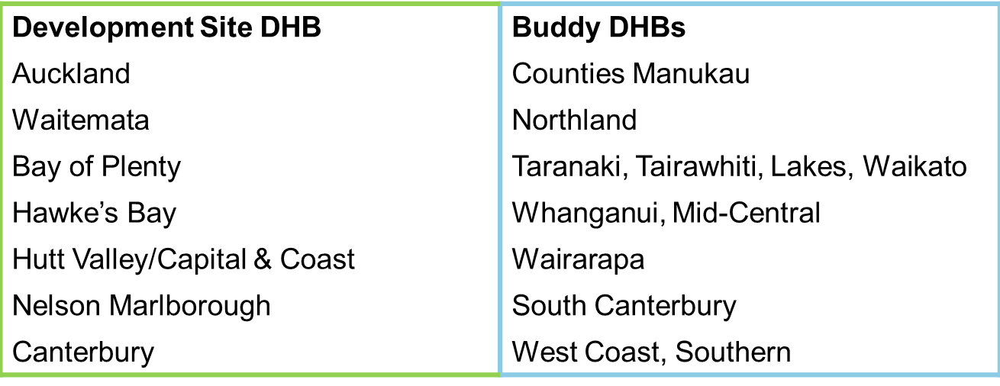 Development Site DHB Buddy DHBs
Auckland Counties Manukau
Waitemata Northland
Bay of Plenty Taranaki, Tairawhiti, Lakes, Waikato
Hawke’s Bay Whanganui, Mid-Central
Hutt Valley/Capital & Coast Wairarapa
Nelson Marlborough South Canterbury
Canterbury West Coast, Southern